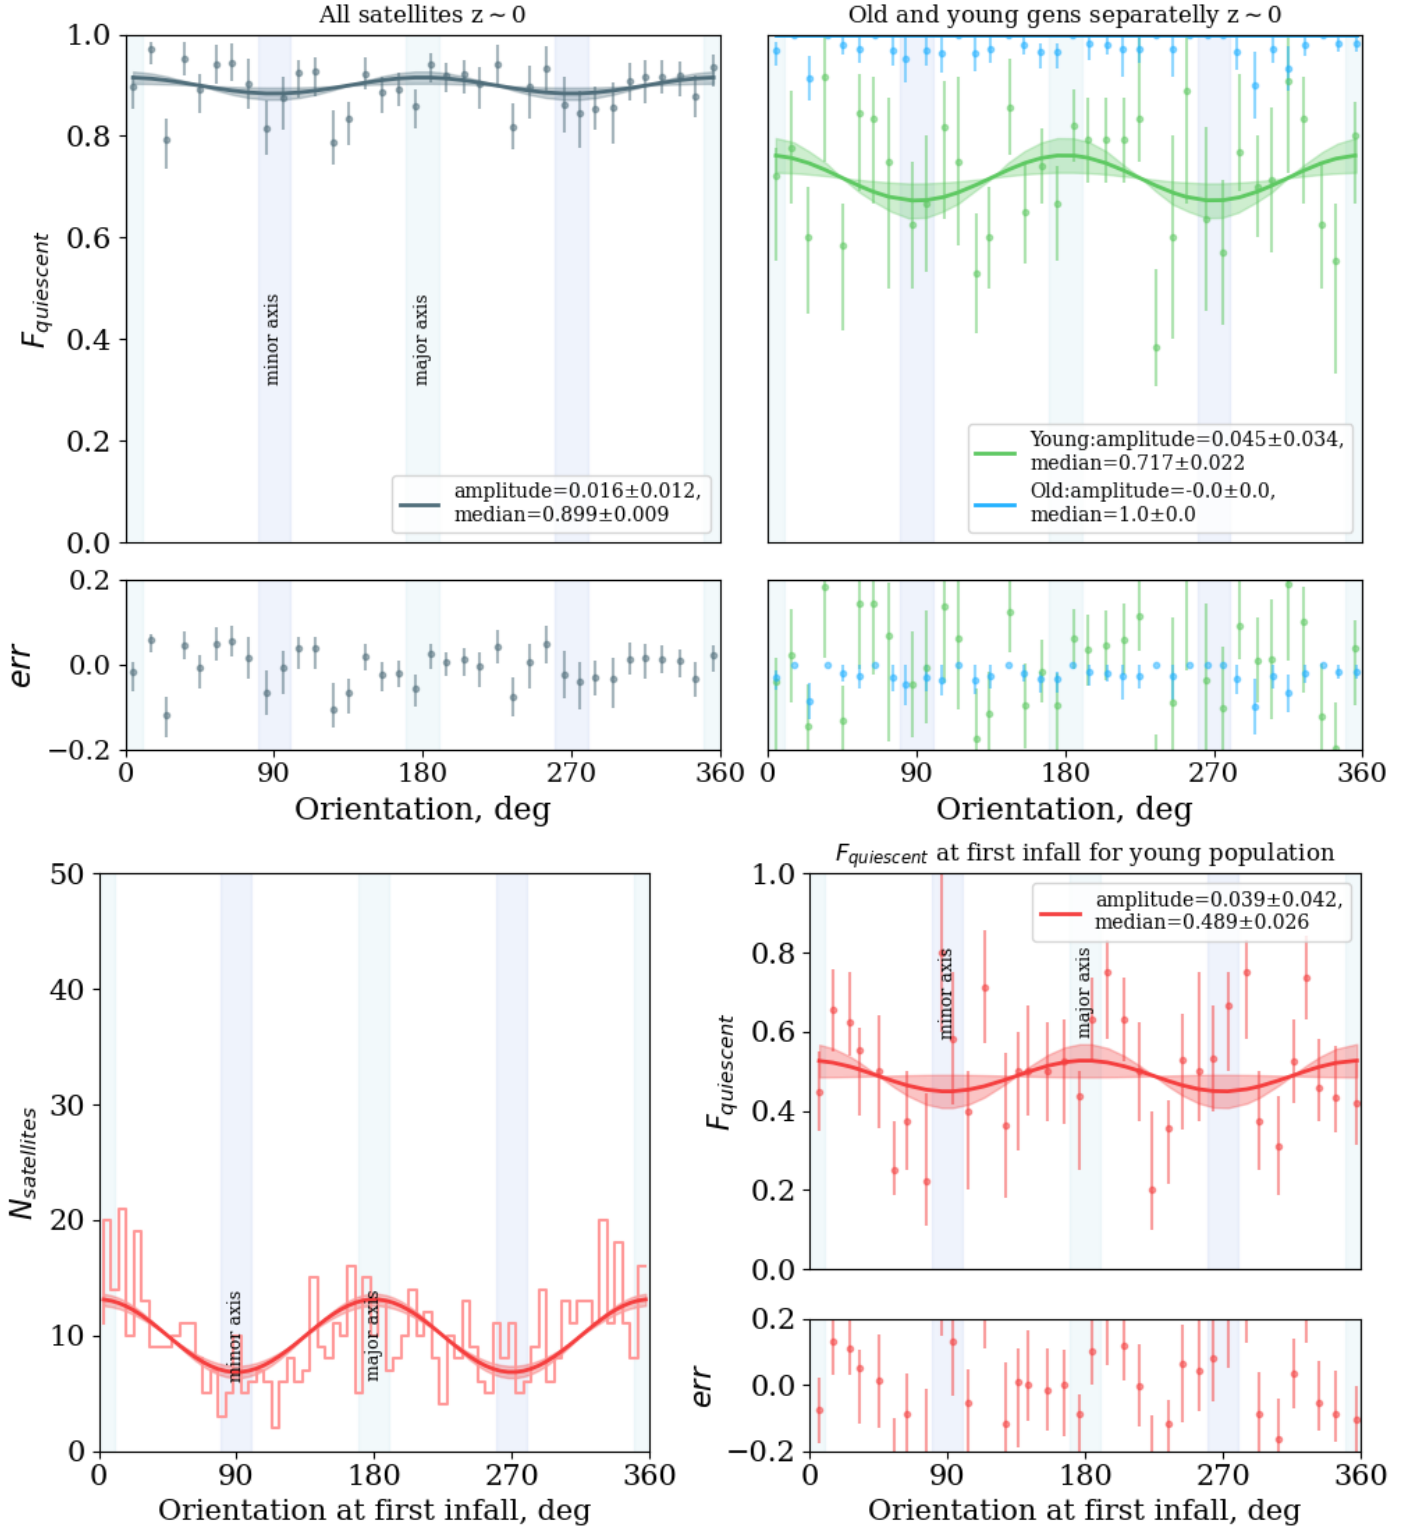 All satellites z∼0
1.0
0.8
0.6
0.4
0.2
0.0
F_quiescent
minor axis
major axis
amplitude=0.016±0.012,
median=0.899±0.009
Old and young gens separatelly z∼0
Young:amplitude=0.045±0.034,
median=0.717±0.022
Old:amplitude=-0.0±0.0,
median=1.0±0.0
0.2
0.0
−0.2
err
0 90 180 270 360
Orientation, deg
0 90 180 270 360
Orientation, deg
50
40
30
20
10
0
N_satellites
minor axis
major axis
0 90 180 270 360
Orientation at first infall, deg
F_quiescent at first infall for young population
1.0
0.8
0.6
0.4
0.2
0.0
F_quiescent
amplitude=0.039±0.042,
median=0.489±0.026
minor axis
major axis
0.2
0.0
−0.2
err
0 90 180 270 360
Orientation at first infall, deg